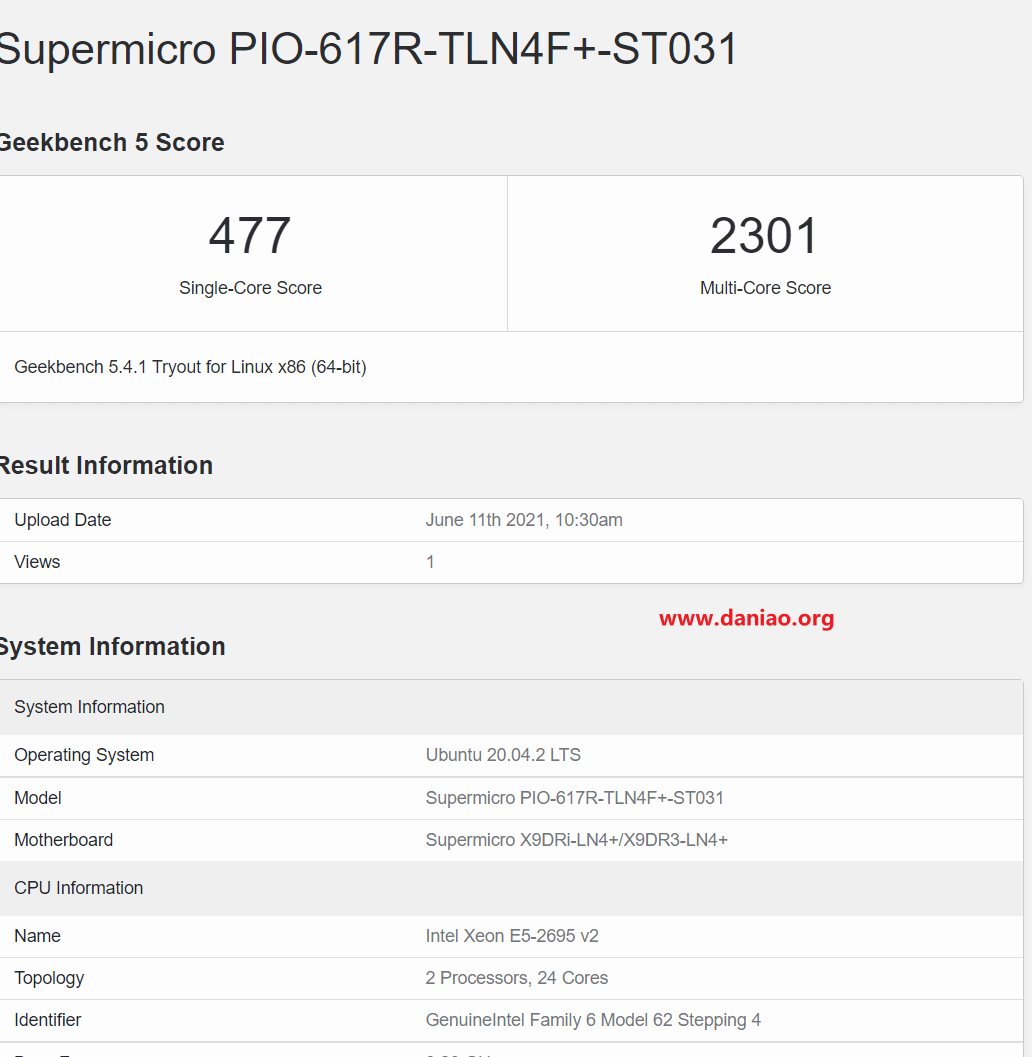 Supermicro PIO-617R-TLN4F+-ST031
Geekbench 5 Score
477
Single-Core Score
2301
Multi-Core Score
Geekbench 5.4.1 Tryout for Linux x86 (64-bit)
Result Information
Upload Date June 11th 2021, 10:30am
Views 1
www.daniao.org
System Information
System Information
Operating System Ubuntu 20.04.2 LTS
Model Supermicro PIO-617R-TLN4F+-ST031
Motherboard Supermicro X9DRi-LN4+/X9DR3-LN4+
CPU Information
Name Intel Xeon E5-2695 v2
Topology 2 Processors, 24 Cores
Identifier GenuineIntel Family 6 Model 62 Stepping 4